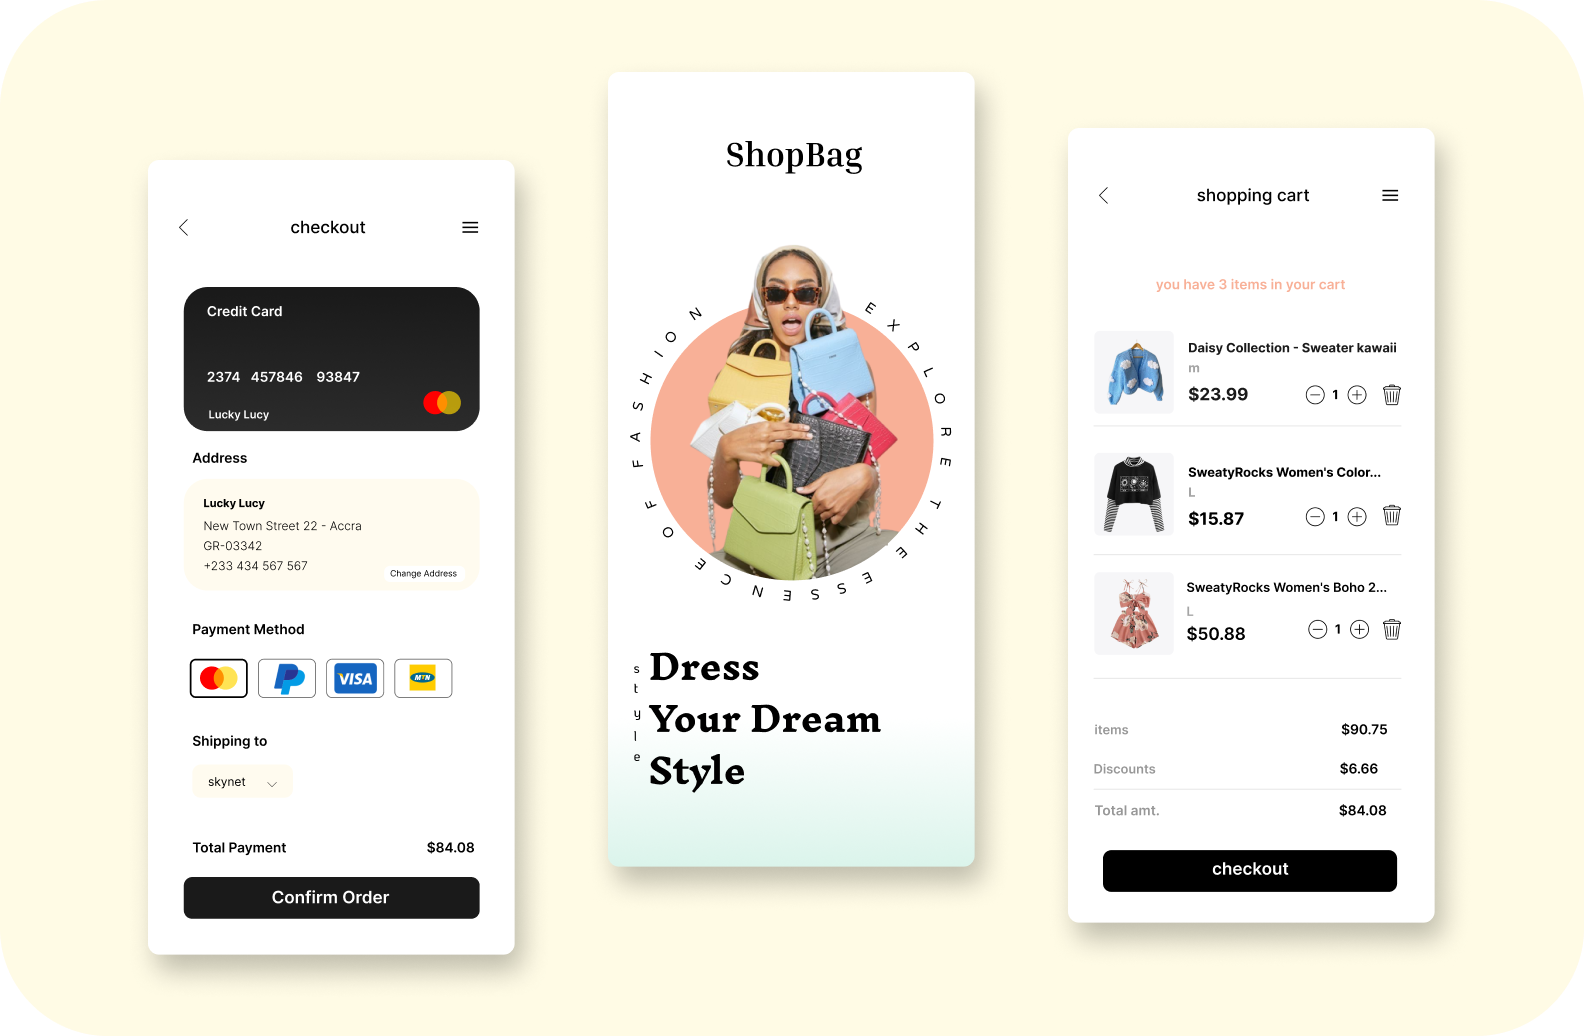 checkout
Credit Card
2374 457846 93847
Lucky Lucy
Address
Lucky Lucy
New Town Street 22 - Accra
GR-03342
+233 434 567 567
Change Address
Payment Method
VISA
MTN
Shipping to
skynet
Total Payment $84.08
Confirm Order
ShopBag
EXPLORE THE ESSENCE OF FASHION
style
Dress
Your Dream
Style
shopping cart
you have 3 items in your cart
Daisy Collection - Sweater kawaii
m
$23.99 1
SweatyRocks Women's Color...
L
$15.87 1
SweatyRocks Women's Boho 2...
L
$50.88 1
items $90.75
Discounts $6.66
Total amt. $84.08
checkout